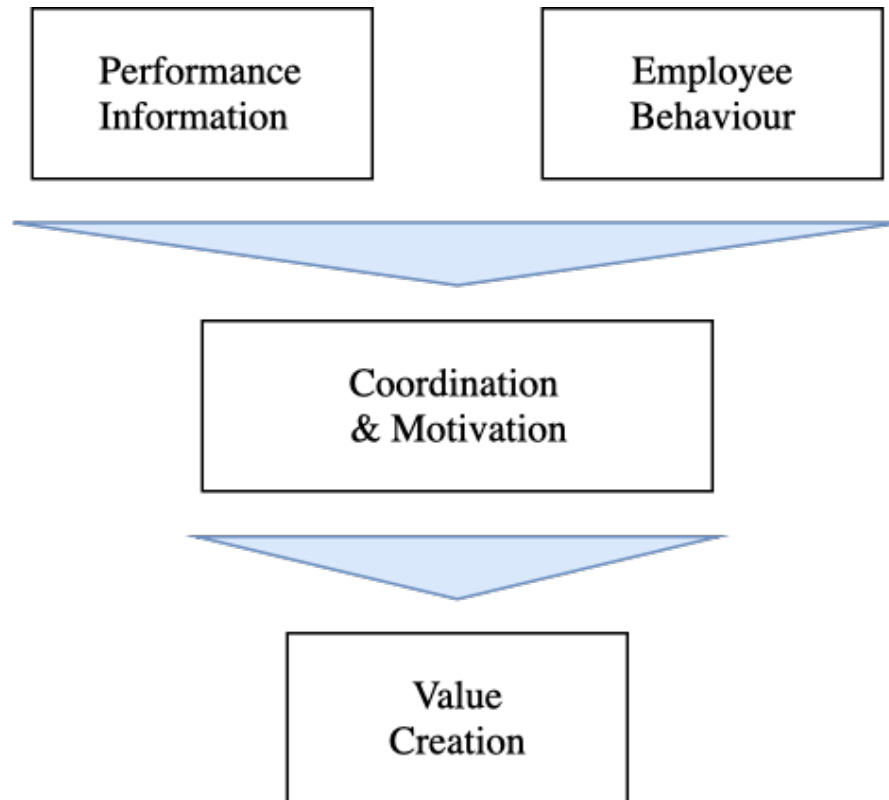 Performance
Information
Employee
Behaviour
Coordination
& Motivation
Value
Creation